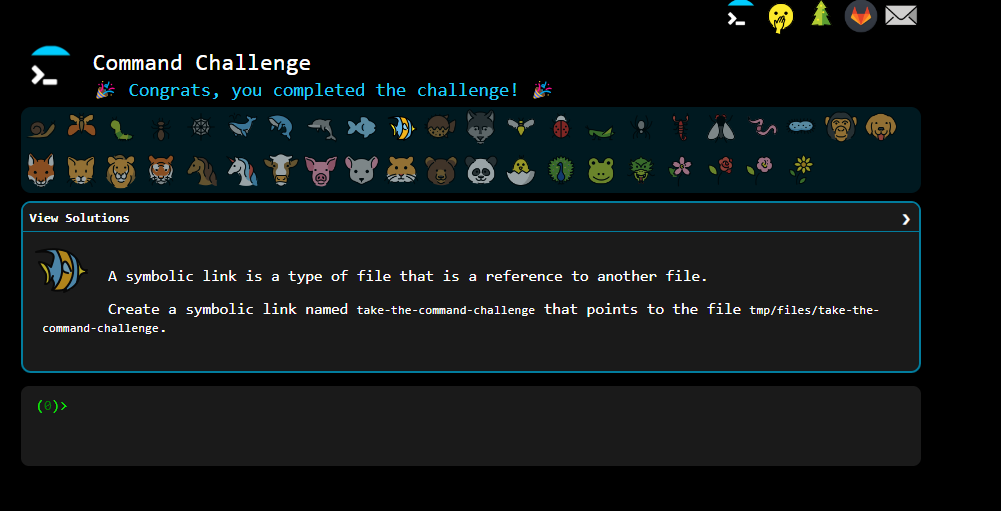 Command Challenge
Congrats, you completed the challenge!
View Solutions
A symbolic link is a type of file that is a reference to another file.
Create a symbolic link named take-the-command-challenge that points to the file tmp/files/take-the-
command-challenge.
(0)>